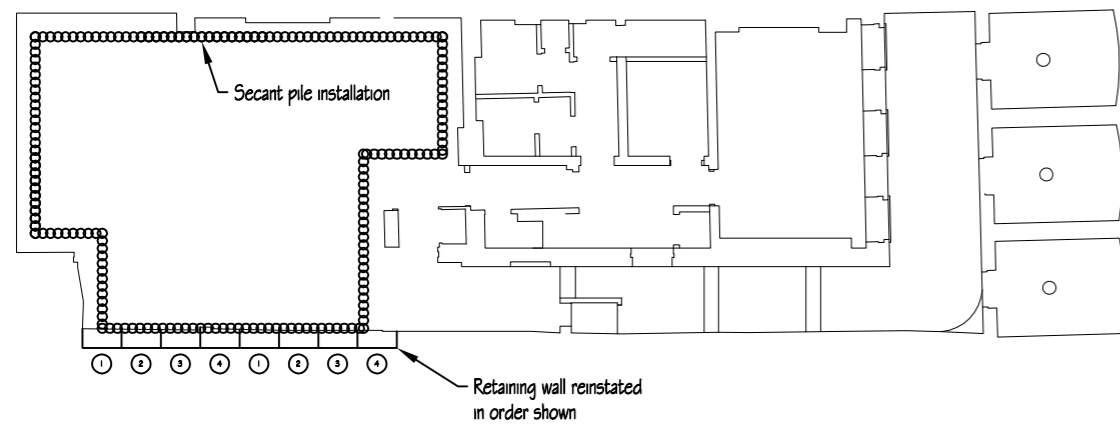 Secant pile installation
1 2 3 4 1 2 3 4
Retaining wall reinstated
in order shown